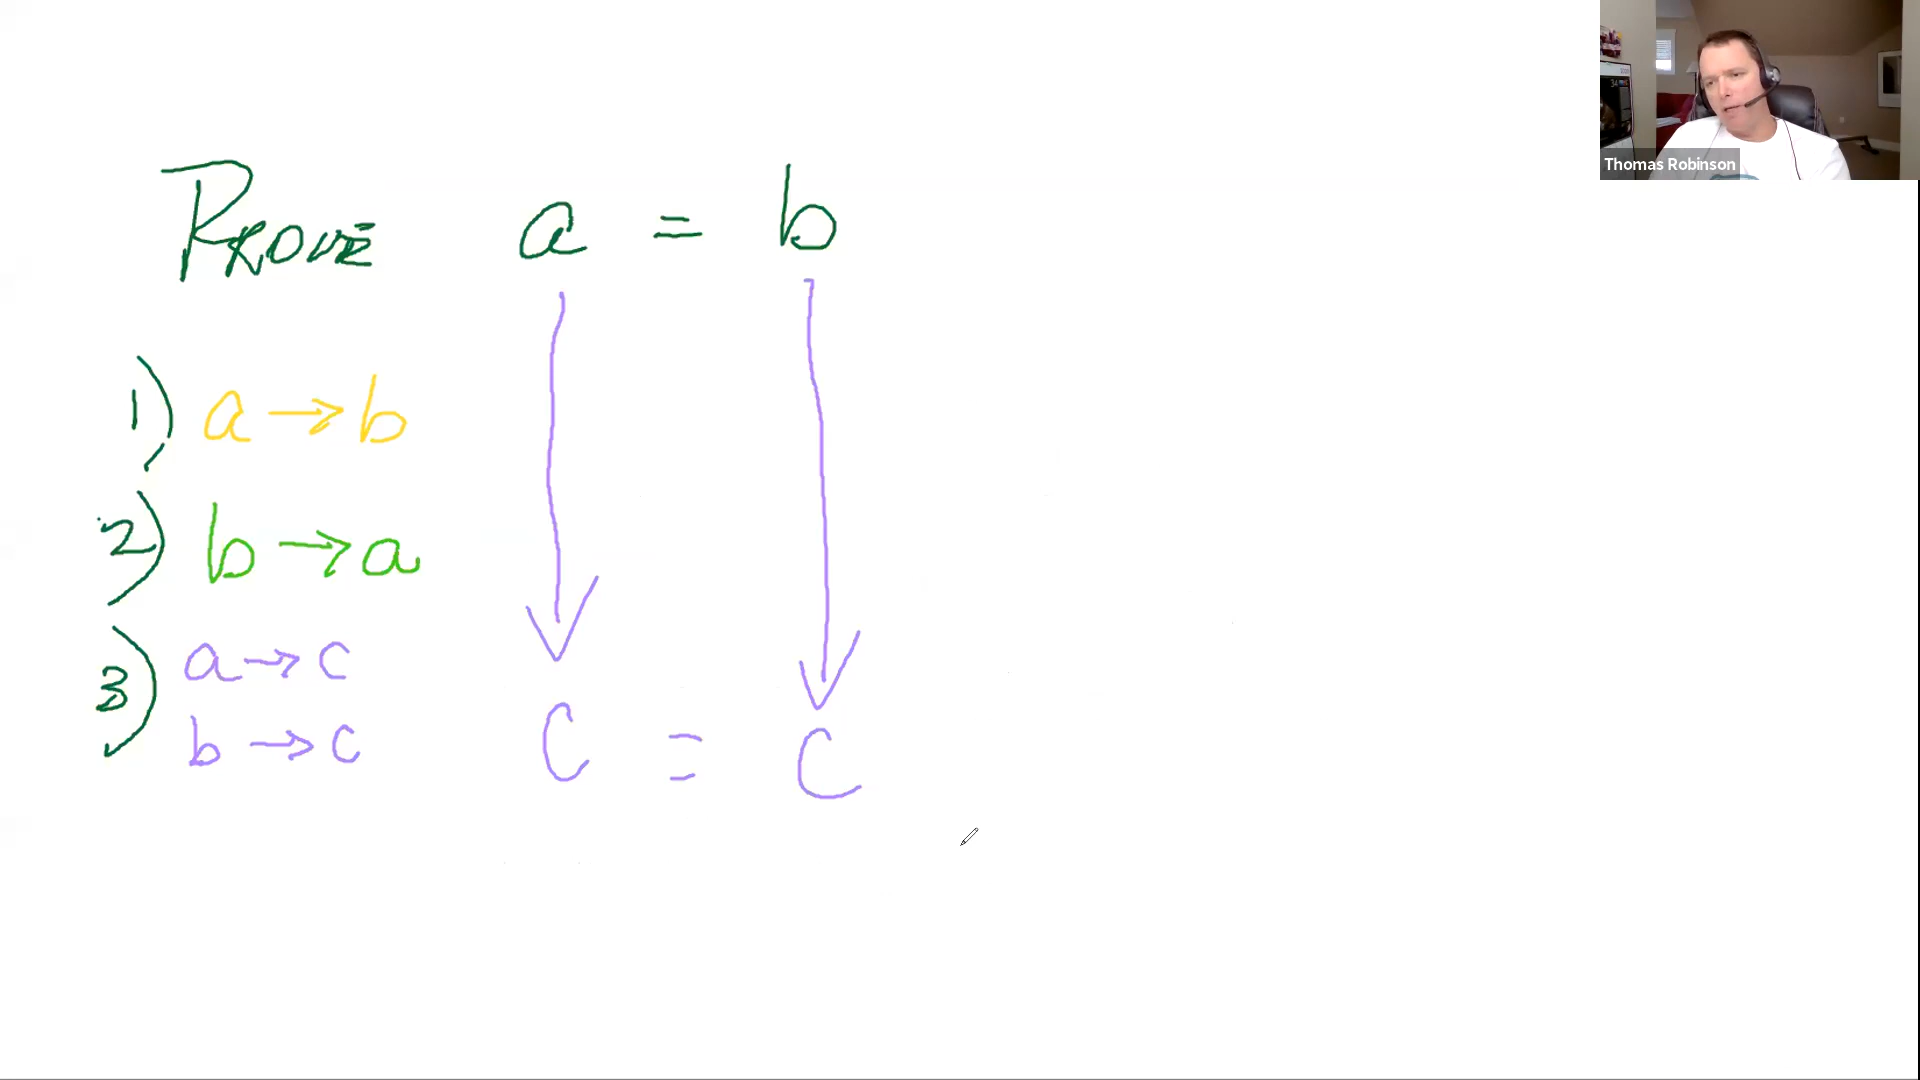 Thomas Robinson
PROVE a = b
1) a → b
2) b → a
3) a → c
b → c
C = C